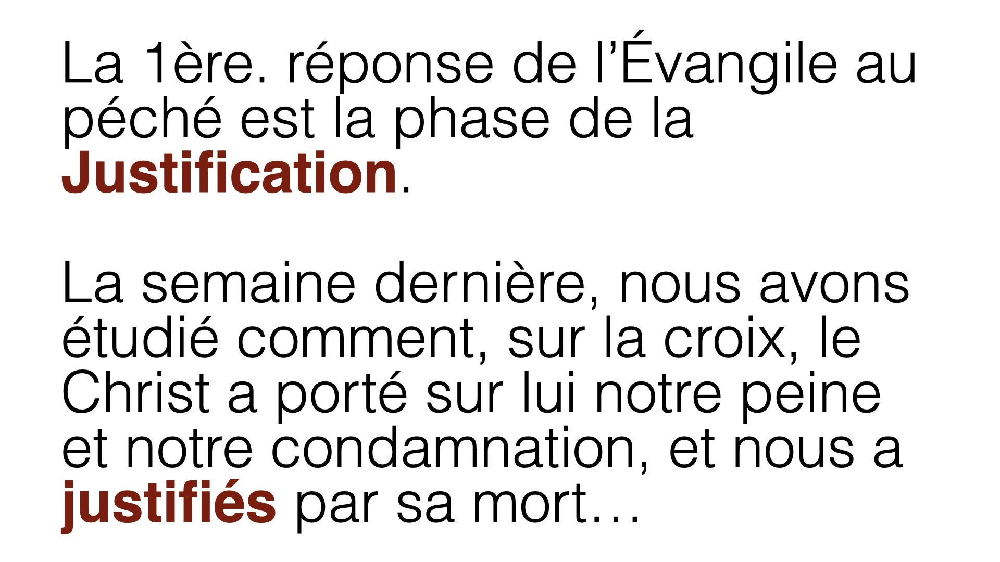 La 1ère. réponse de l’Évangile au
péché est la phase de la
Justification.
La semaine dernière, nous avons
étudié comment, sur la croix, le
Christ a porté sur lui notre peine
et notre condamnation, et nous a
justifiés par sa mort…